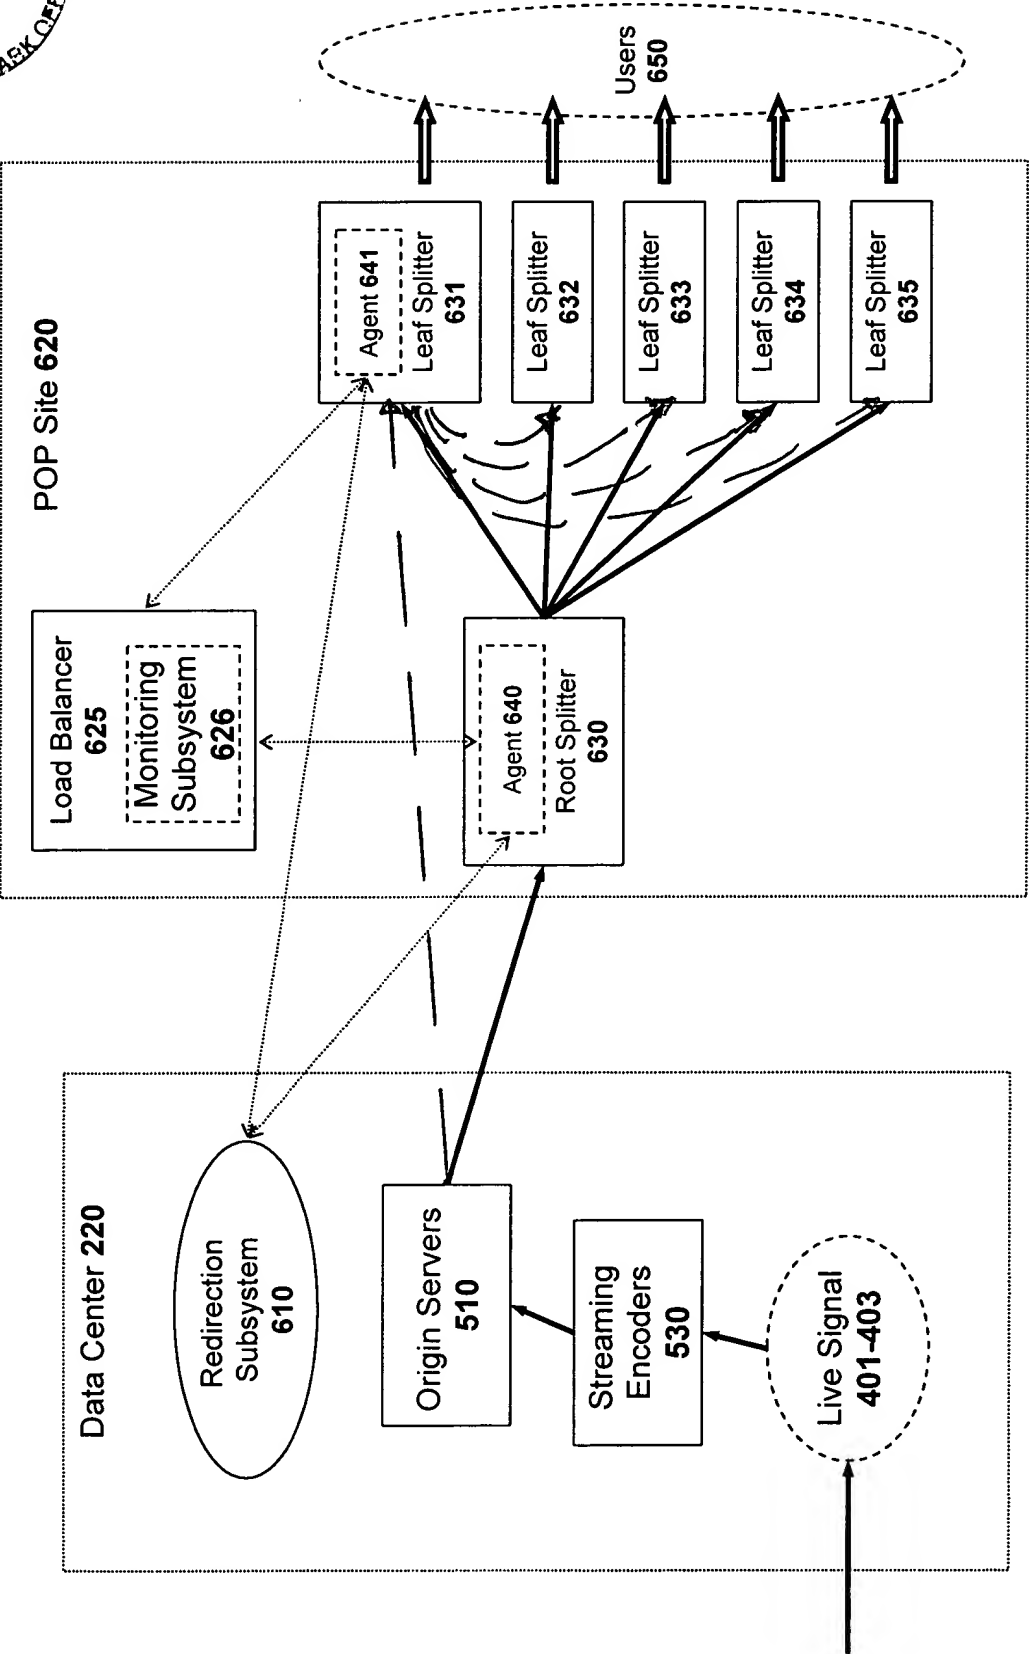 Data Center 220
Redirection
Subsystem
610
Origin Servers
510
Streaming
Encoders
530
Live Signal
401-403
POP Site 620
Load Balancer
625
Monitoring
Subsystem
626
Agent 640
Root Splitter
630
Agent 641
Leaf Splitter
631
Leaf Splitter
632
Leaf Splitter
633
Leaf Splitter
634
Leaf Splitter
635
Users
650